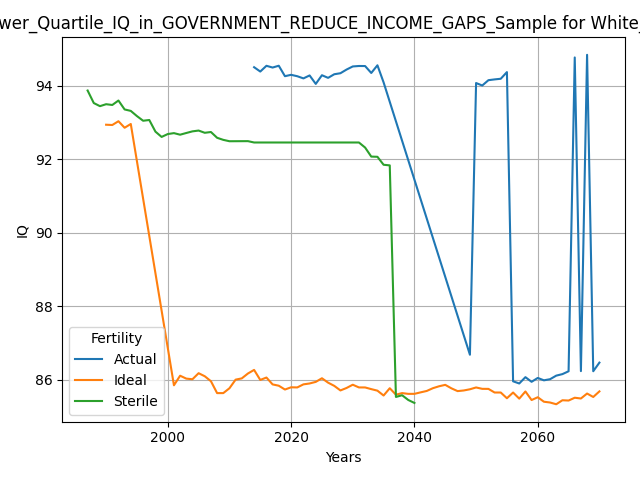 wer_Quartile_IQ_in_GOVERNMENT_REDUCE_INCOME_GAPS_Sample for White_
IQ
94
92
90
88
86
Fertility
Actual
Ideal
Sterile
2000
2020
2040
2060
Years